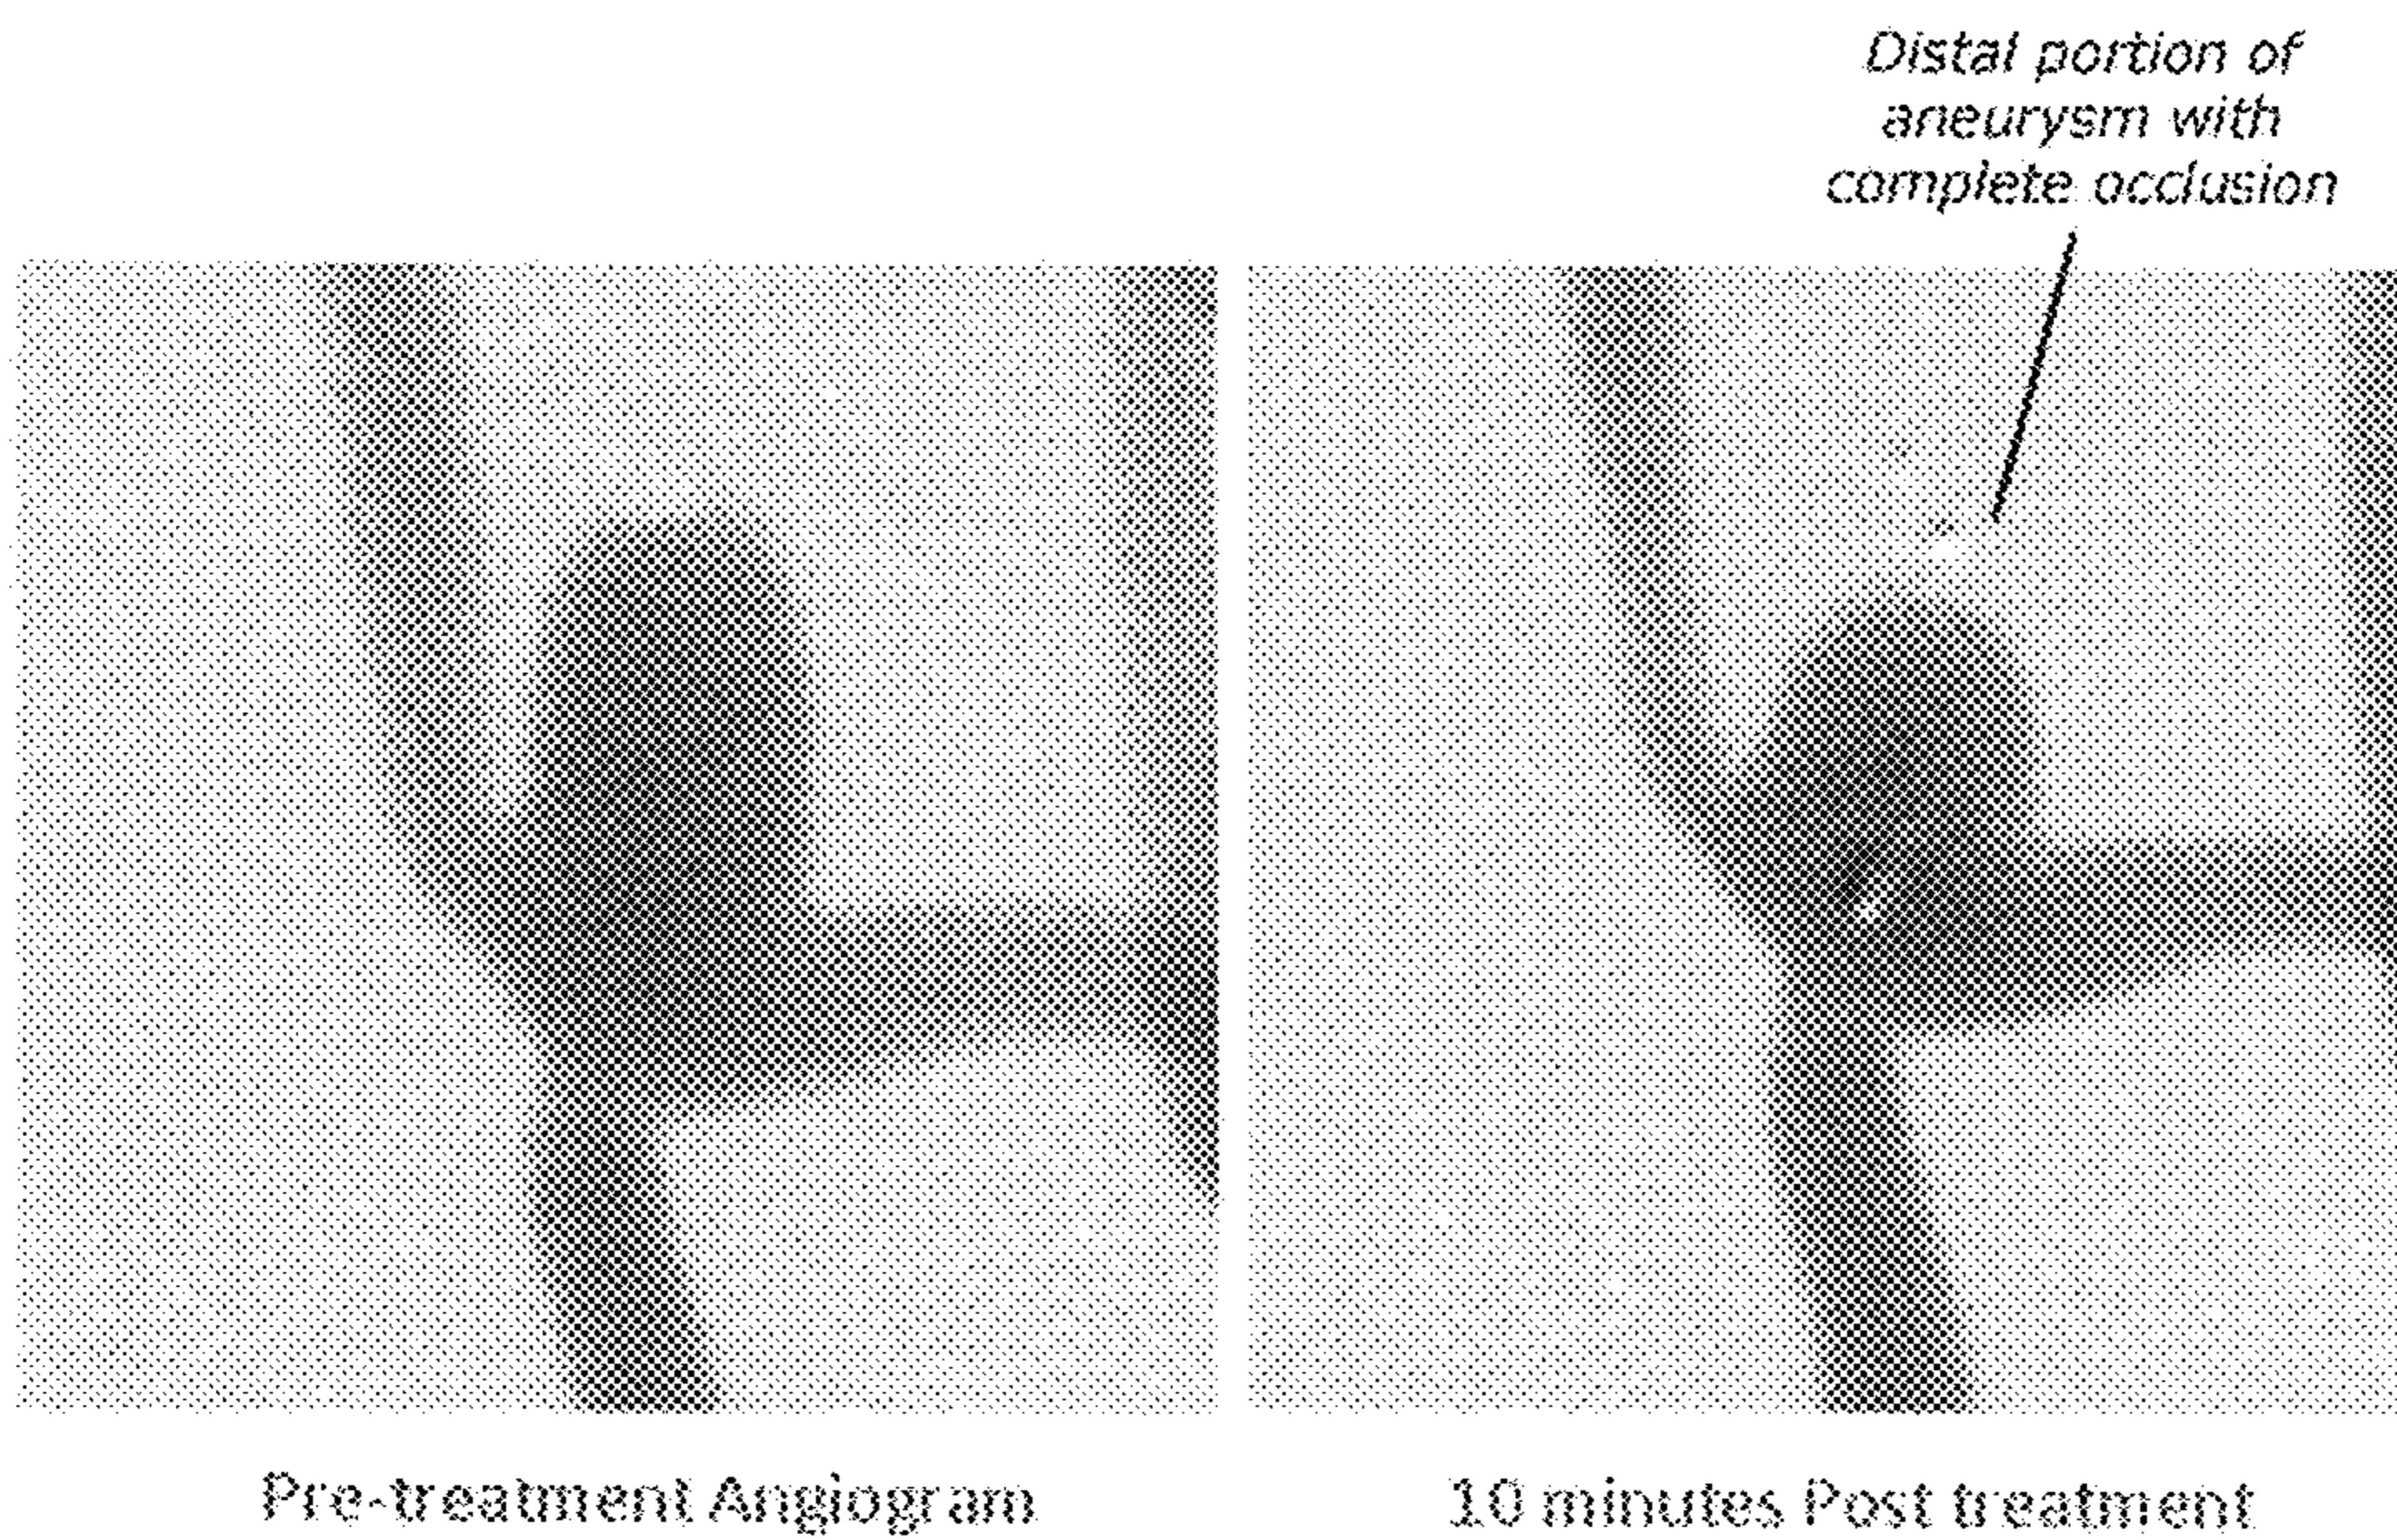 Distal portion of
aneurysm with
complete occlusion
Pre-treatment Angiogram
10 minutes Post treatment